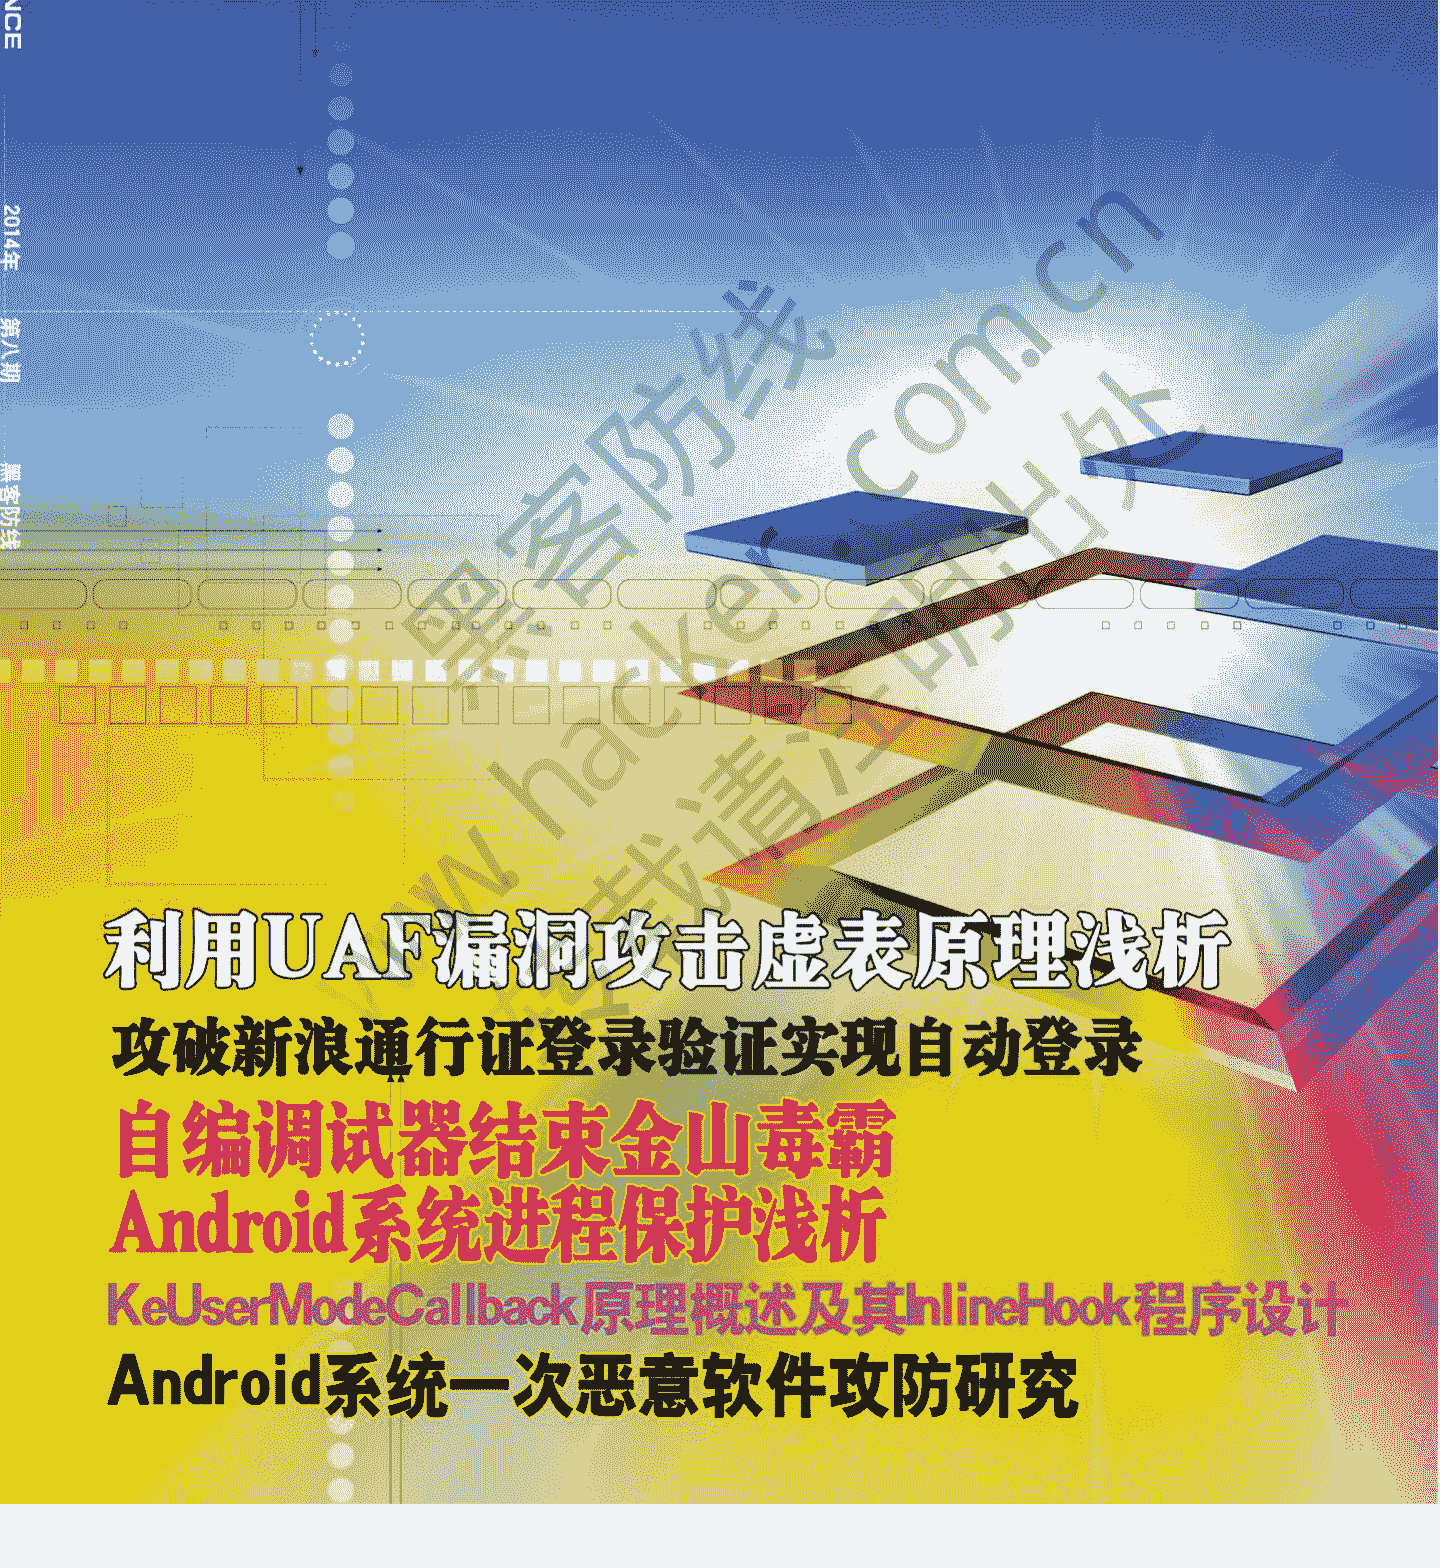 NCE
2014年
第八期
黑客防线
黑客防线
www.hacker.com.cn
转载请注明出处
利用UAF漏洞攻击虚表原理浅析
攻破新浪通行证登录验证实现自动登录
自编调试器结束金山毒霸
Android系统进程保护浅析
KeUserModeCallback原理概述及其InlineHook程序设计
Android系统一次恶意软件攻防研究